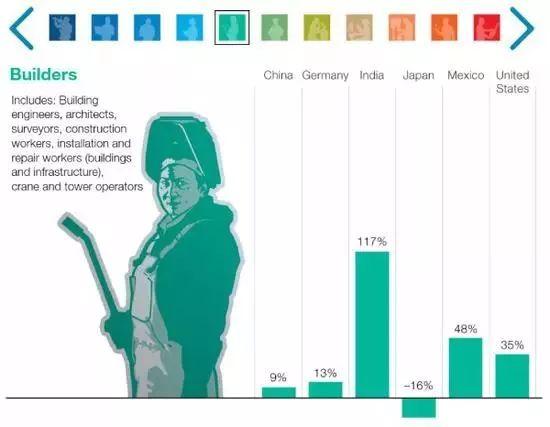 Builders
Includes: Building
engineers, architects,
surveyors, construction
workers, installation and
repair workers (buildings
and infrastructure),
crane and tower operators
China
Germany
India
Japan
Mexico
United
States
9%
13%
117%
–16%
48%
35%